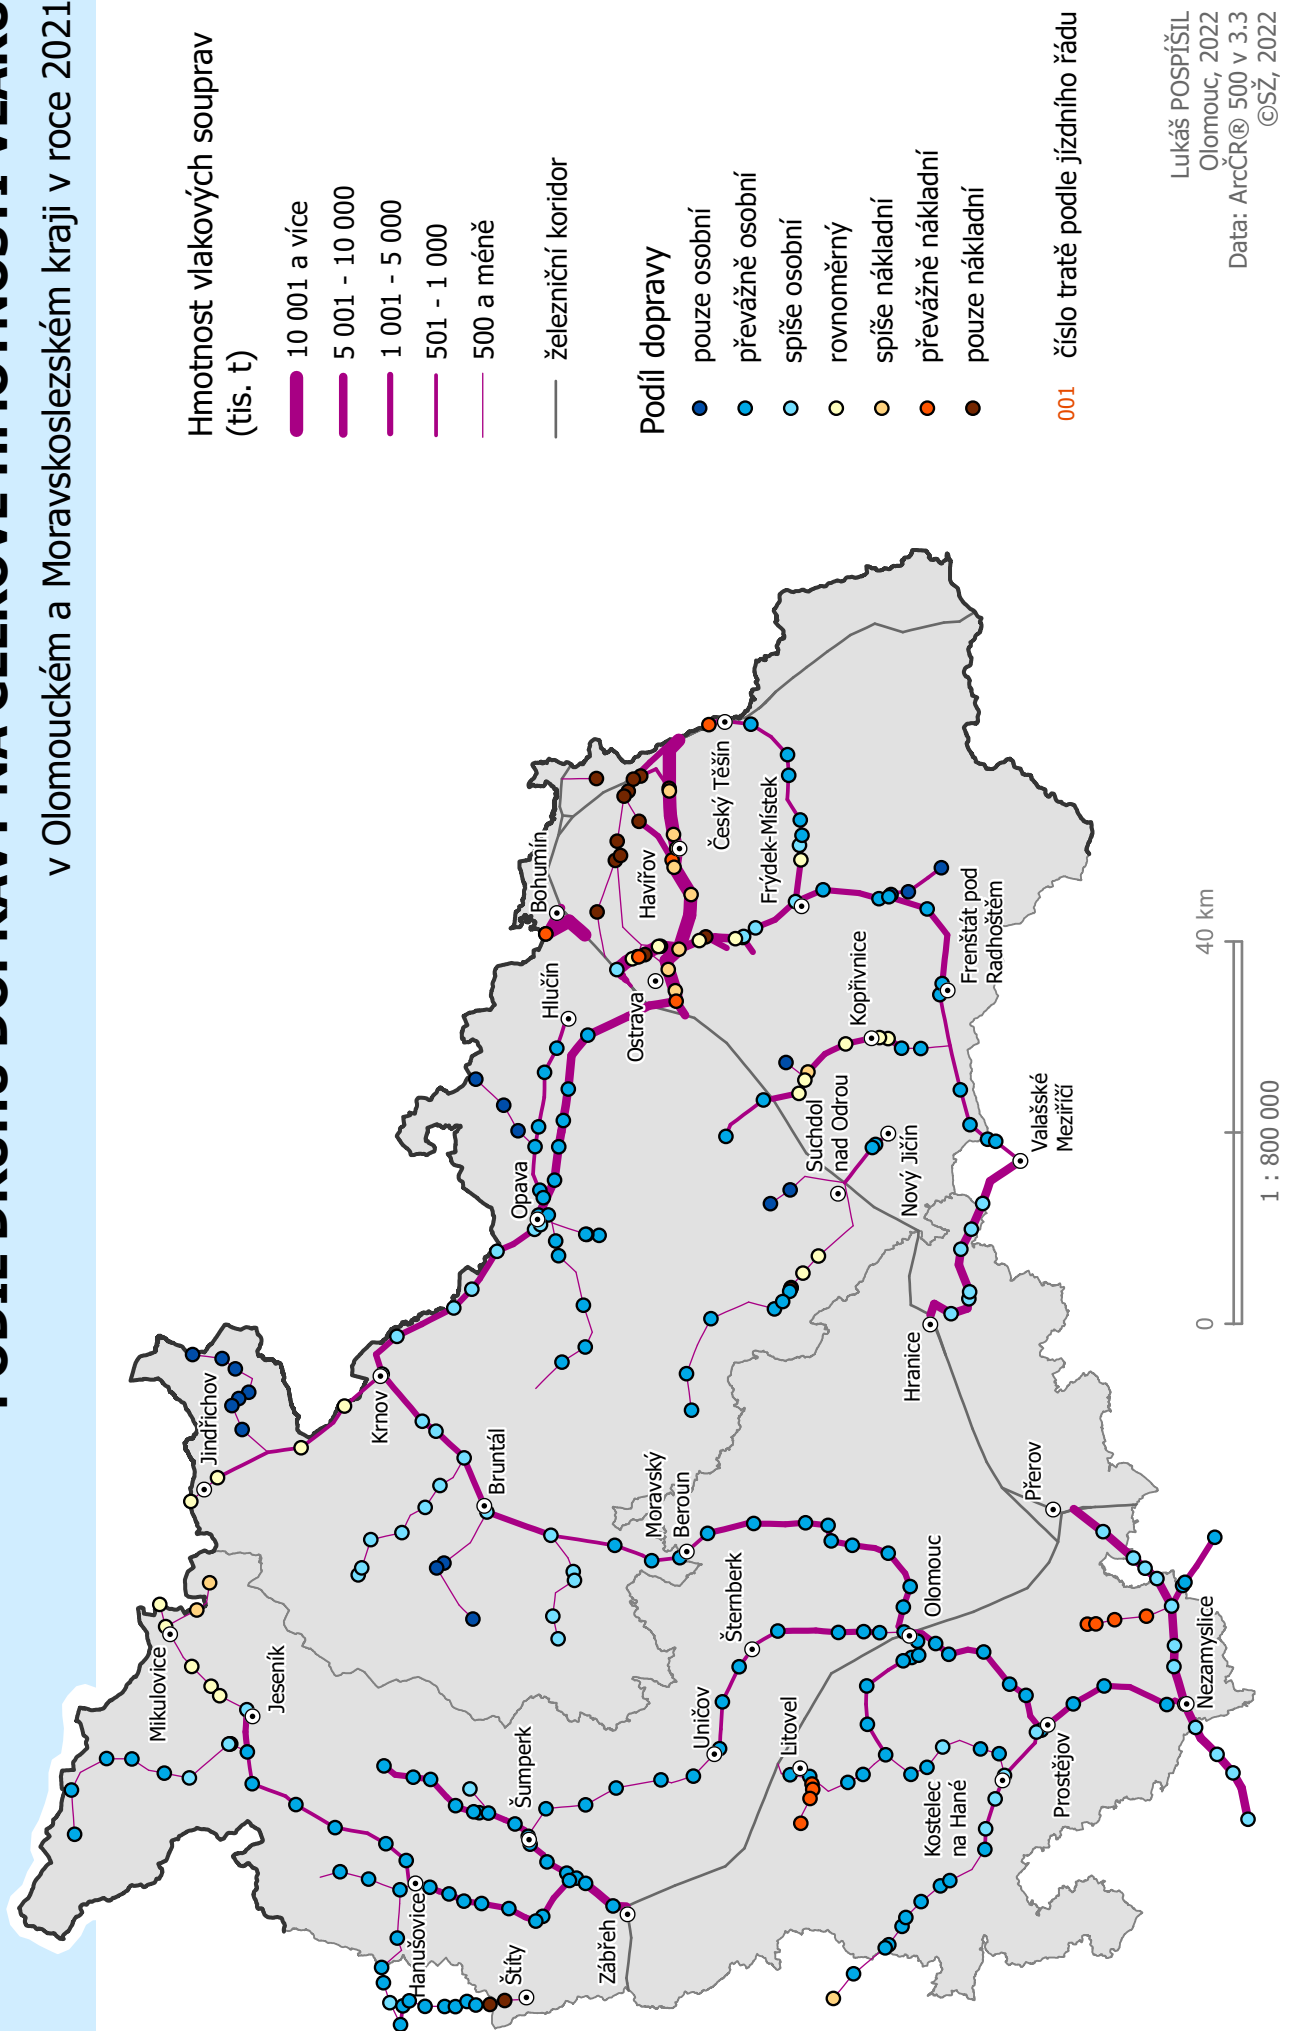 v Olomouckém a Moravskoslezském kraji v roce 2021
Hmotnost vlakových souprav
(tis. t)
10 001 a více
5 001 - 10 000
1 001 - 5 000
501 - 1 000
500 a méně
železniční koridor
Podíl dopravy
pouze osobní
převážně osobní
spíše osobní
rovnoměrný
spíše nákladní
převážně nákladní
pouze nákladní
001 číslo tratě podle jízdního řádu
Lukáš POSPÍŠIL
Olomouc, 2022
Data: ArcČR® 500 v 3.3
©SŽ, 2022
Jindřichov
Mikulovice
Jeseník
Krnov
Bruntál
Opava
Hlučín
Bohumín
Havířov
Ostrava
Český Těšín
Frýdek-Místek
Frenštát pod
Radhoštěm
Kopřivnice
Suchdol
nad Odrou
Nový Jičín
Valašské
Meziříčí
Hranice
Přerov
Moravský
Beroun
Šternberk
Olomouc
Uničov
Litovel
Šumperk
Hanušovice
Štíty
Zábřeh
Kostelec
na Hané
Prostějov
Nezamyslice
0
40 km
1 : 800 000